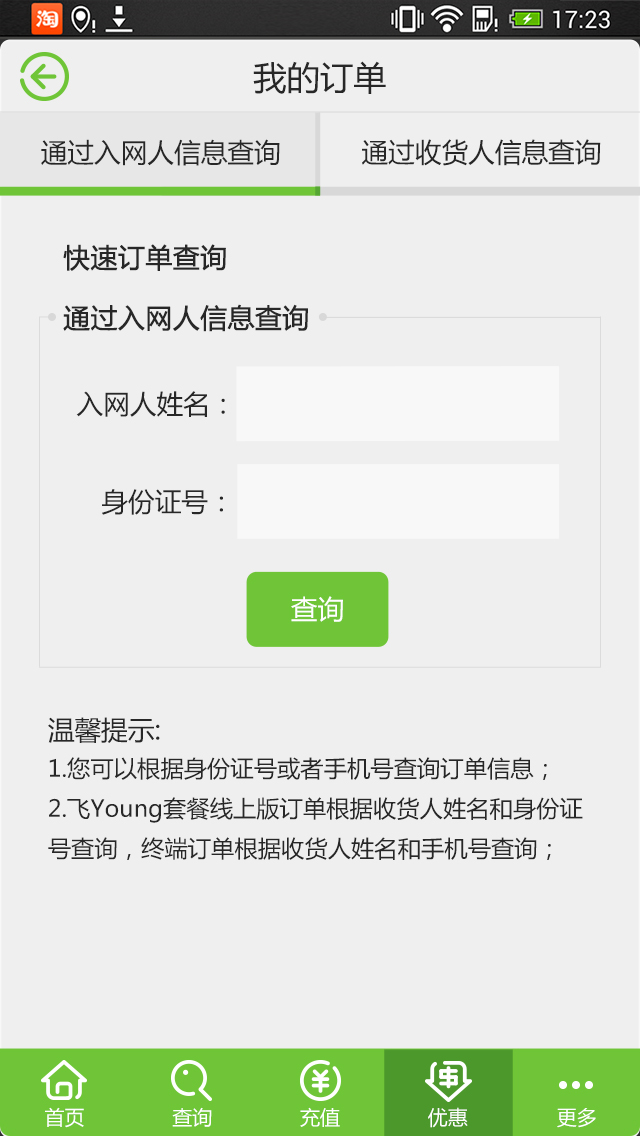 淘 17:23
我的订单
通过入网人信息查询 通过收货人信息查询
快速订单查询
通过入网人信息查询
入网人姓名：
身份证号：
查询
温馨提示:
1.您可以根据身份证号或者手机号查询订单信息；
2.飞Young套餐线上版订单根据收货人姓名和身份证
号查询，终端订单根据收货人姓名和手机号查询；
首页 查询 充值 优惠 更多